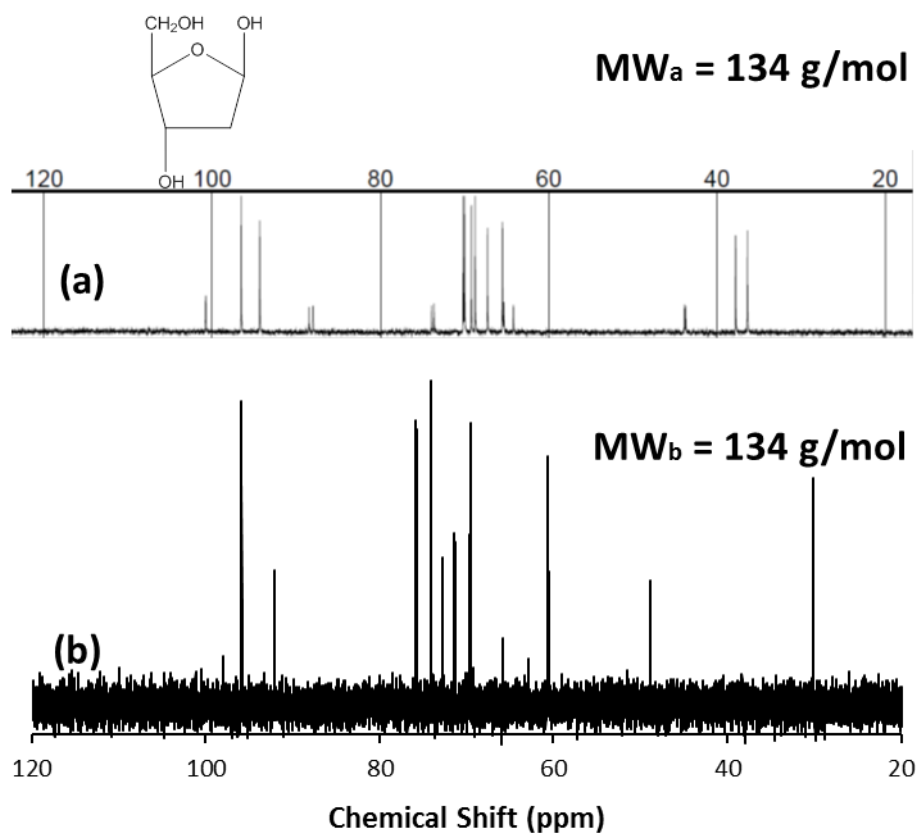 CH₂OH OH
O
MWa = 134 g/mol
OH
120 100 80 60 40 20
(a)
MWb = 134 g/mol
(b)
120 100 80 60 40 20
Chemical Shift (ppm)